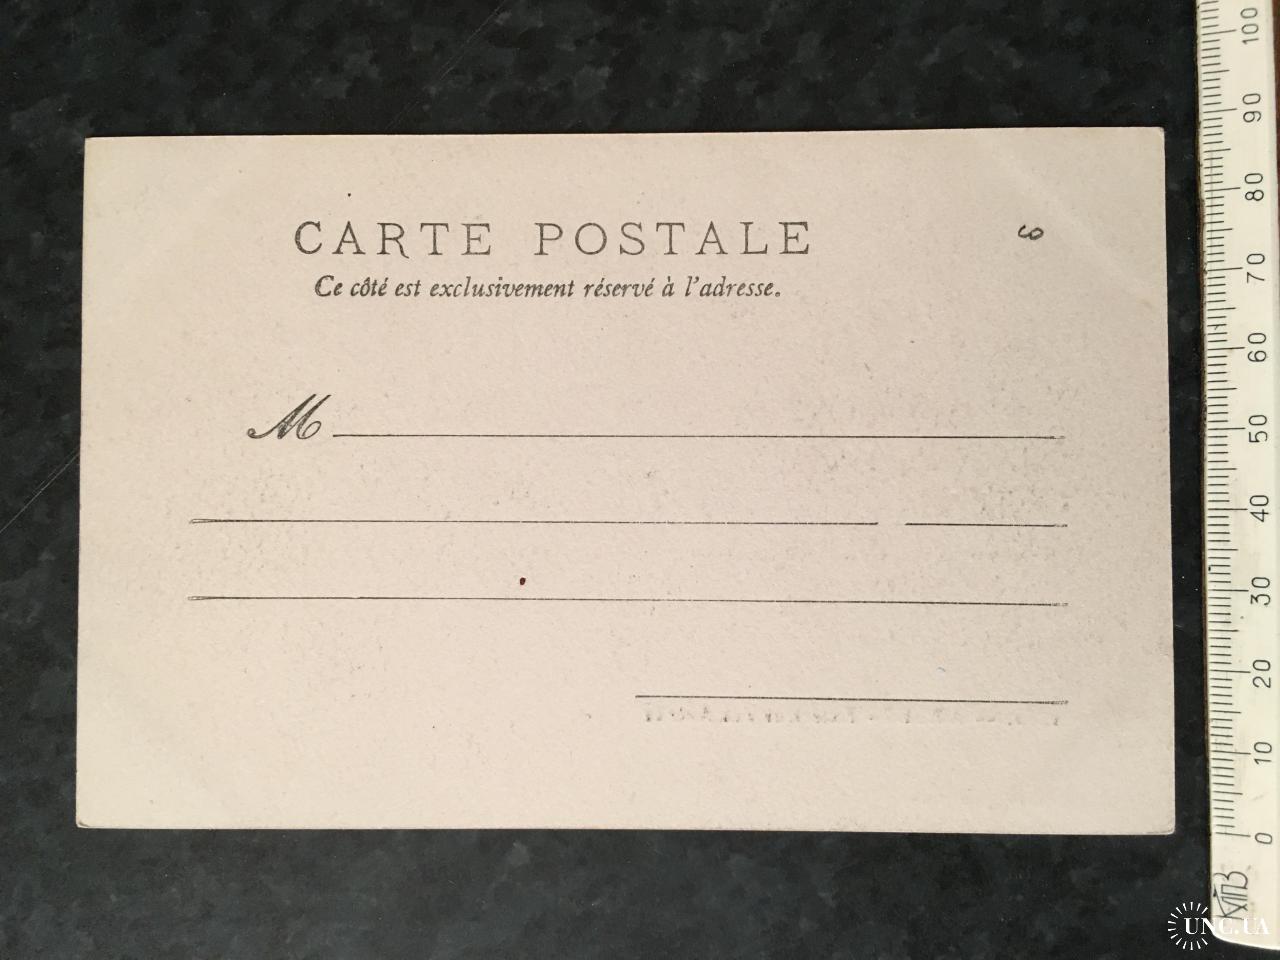 CARTE POSTALE
Ce côté est exclusivement réservé à l'adresse.
M
100
90
80
70
60
50
40
30
20
10
0
UNC.UA